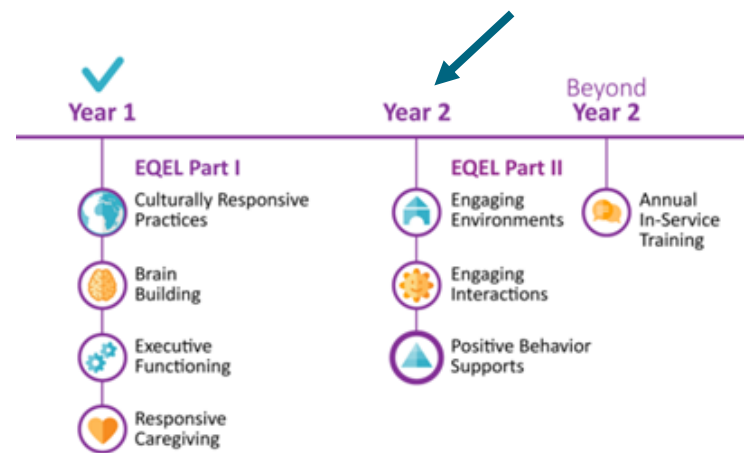 Year 1
EQEL Part I
Culturally Responsive
Practices
Brain
Building
Executive
Functioning
Responsive
Caregiving
Year 2
EQEL Part II
Engaging
Environments
Engaging
Interactions
Positive Behavior
Supports
Beyond
Year 2
Annual
In-Service
Training